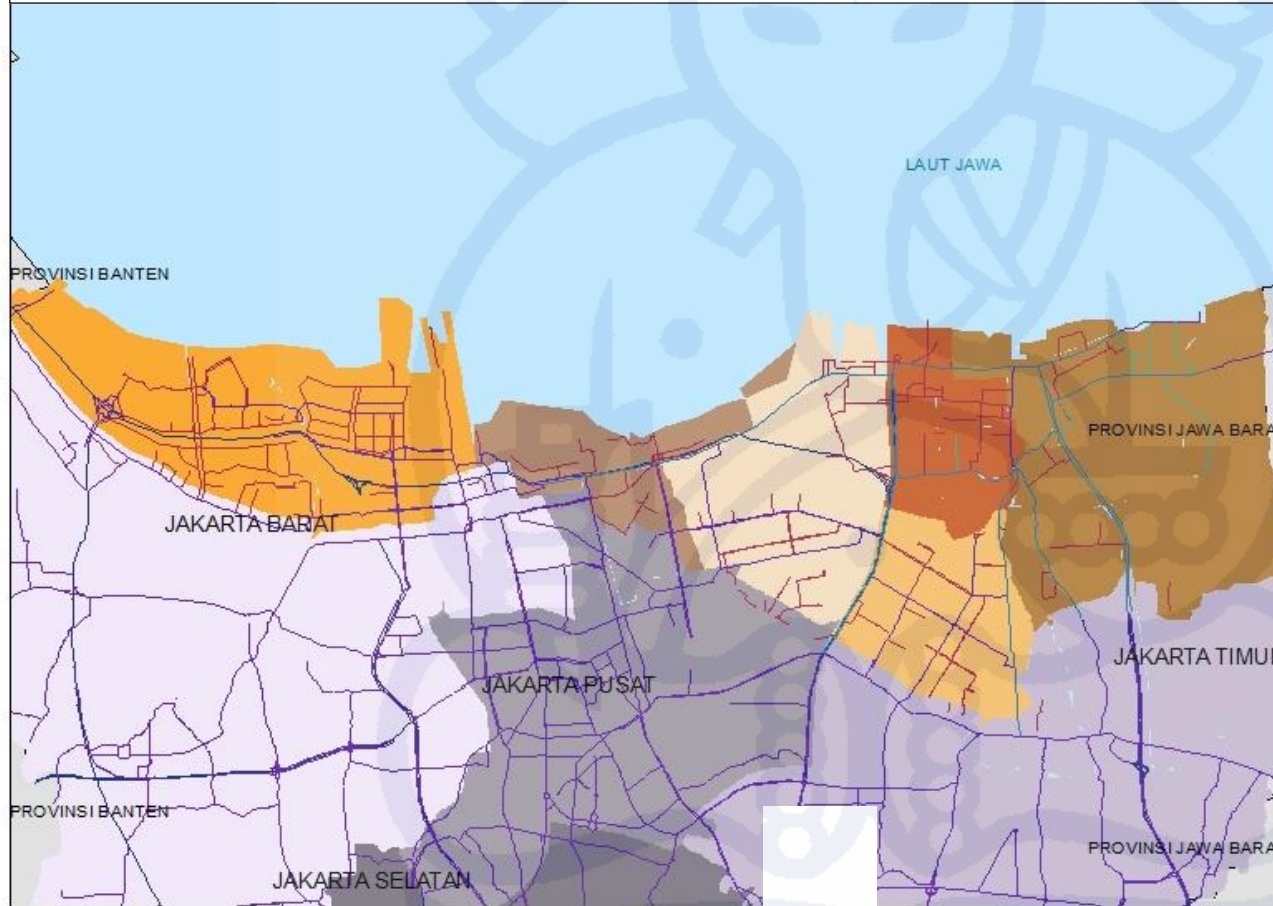 LAUT JAWA
PROVINSI BANTEN
PROVINSI JAWA BARA
JAKARTA BARAT
JAKARTA TIMU
JAKARTA PUSAT
PROVINSI BANTEN
PROVINSI JAWA BARA
JAKARTA SELATAN